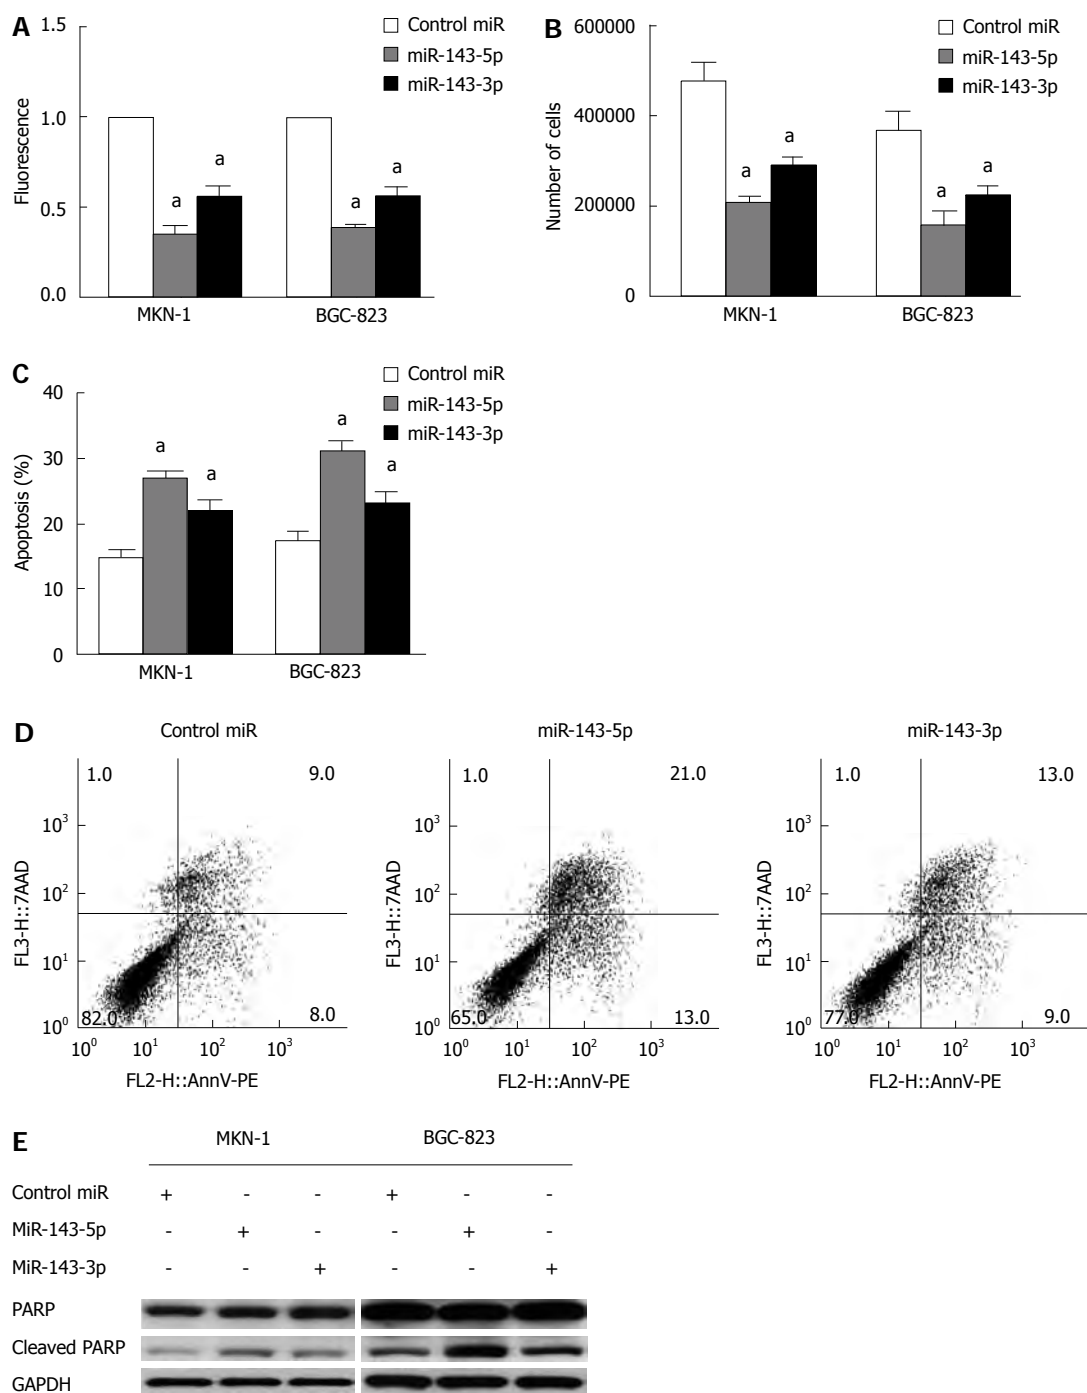 A
Fluorescence
1.5
1.0
0.5
0.0
Control miR
miR-143-5p
miR-143-3p
a
a
a
a
MKN-1
BGC-823
B
Number of cells
600000
400000
200000
0
Control miR
miR-143-5p
miR-143-3p
a
a
a
a
MKN-1
BGC-823
C
Apoptosis (%)
40
30
20
10
0
Control miR
miR-143-5p
miR-143-3p
a
a
a
a
MKN-1
BGC-823
D
Control miR
1.0
9.0
82.0
8.0
FL3-H::7AAD
10³
10²
10¹
10⁰
10⁰ 10¹ 10² 10³
FL2-H::AnnV-PE
miR-143-5p
1.0
21.0
65.0
13.0
FL3-H::7AAD
10³
10²
10¹
10⁰
10⁰ 10¹ 10² 10³
FL2-H::AnnV-PE
miR-143-3p
1.0
13.0
77.0
9.0
FL3-H::7AAD
10³
10²
10¹
10⁰
10⁰ 10¹ 10² 10³
FL2-H::AnnV-PE
E
MKN-1 BGC-823
Control miR + - - + - -
MiR-143-5p - + - - + -
MiR-143-3p - - + - - +
PARP
Cleaved PARP
GAPDH